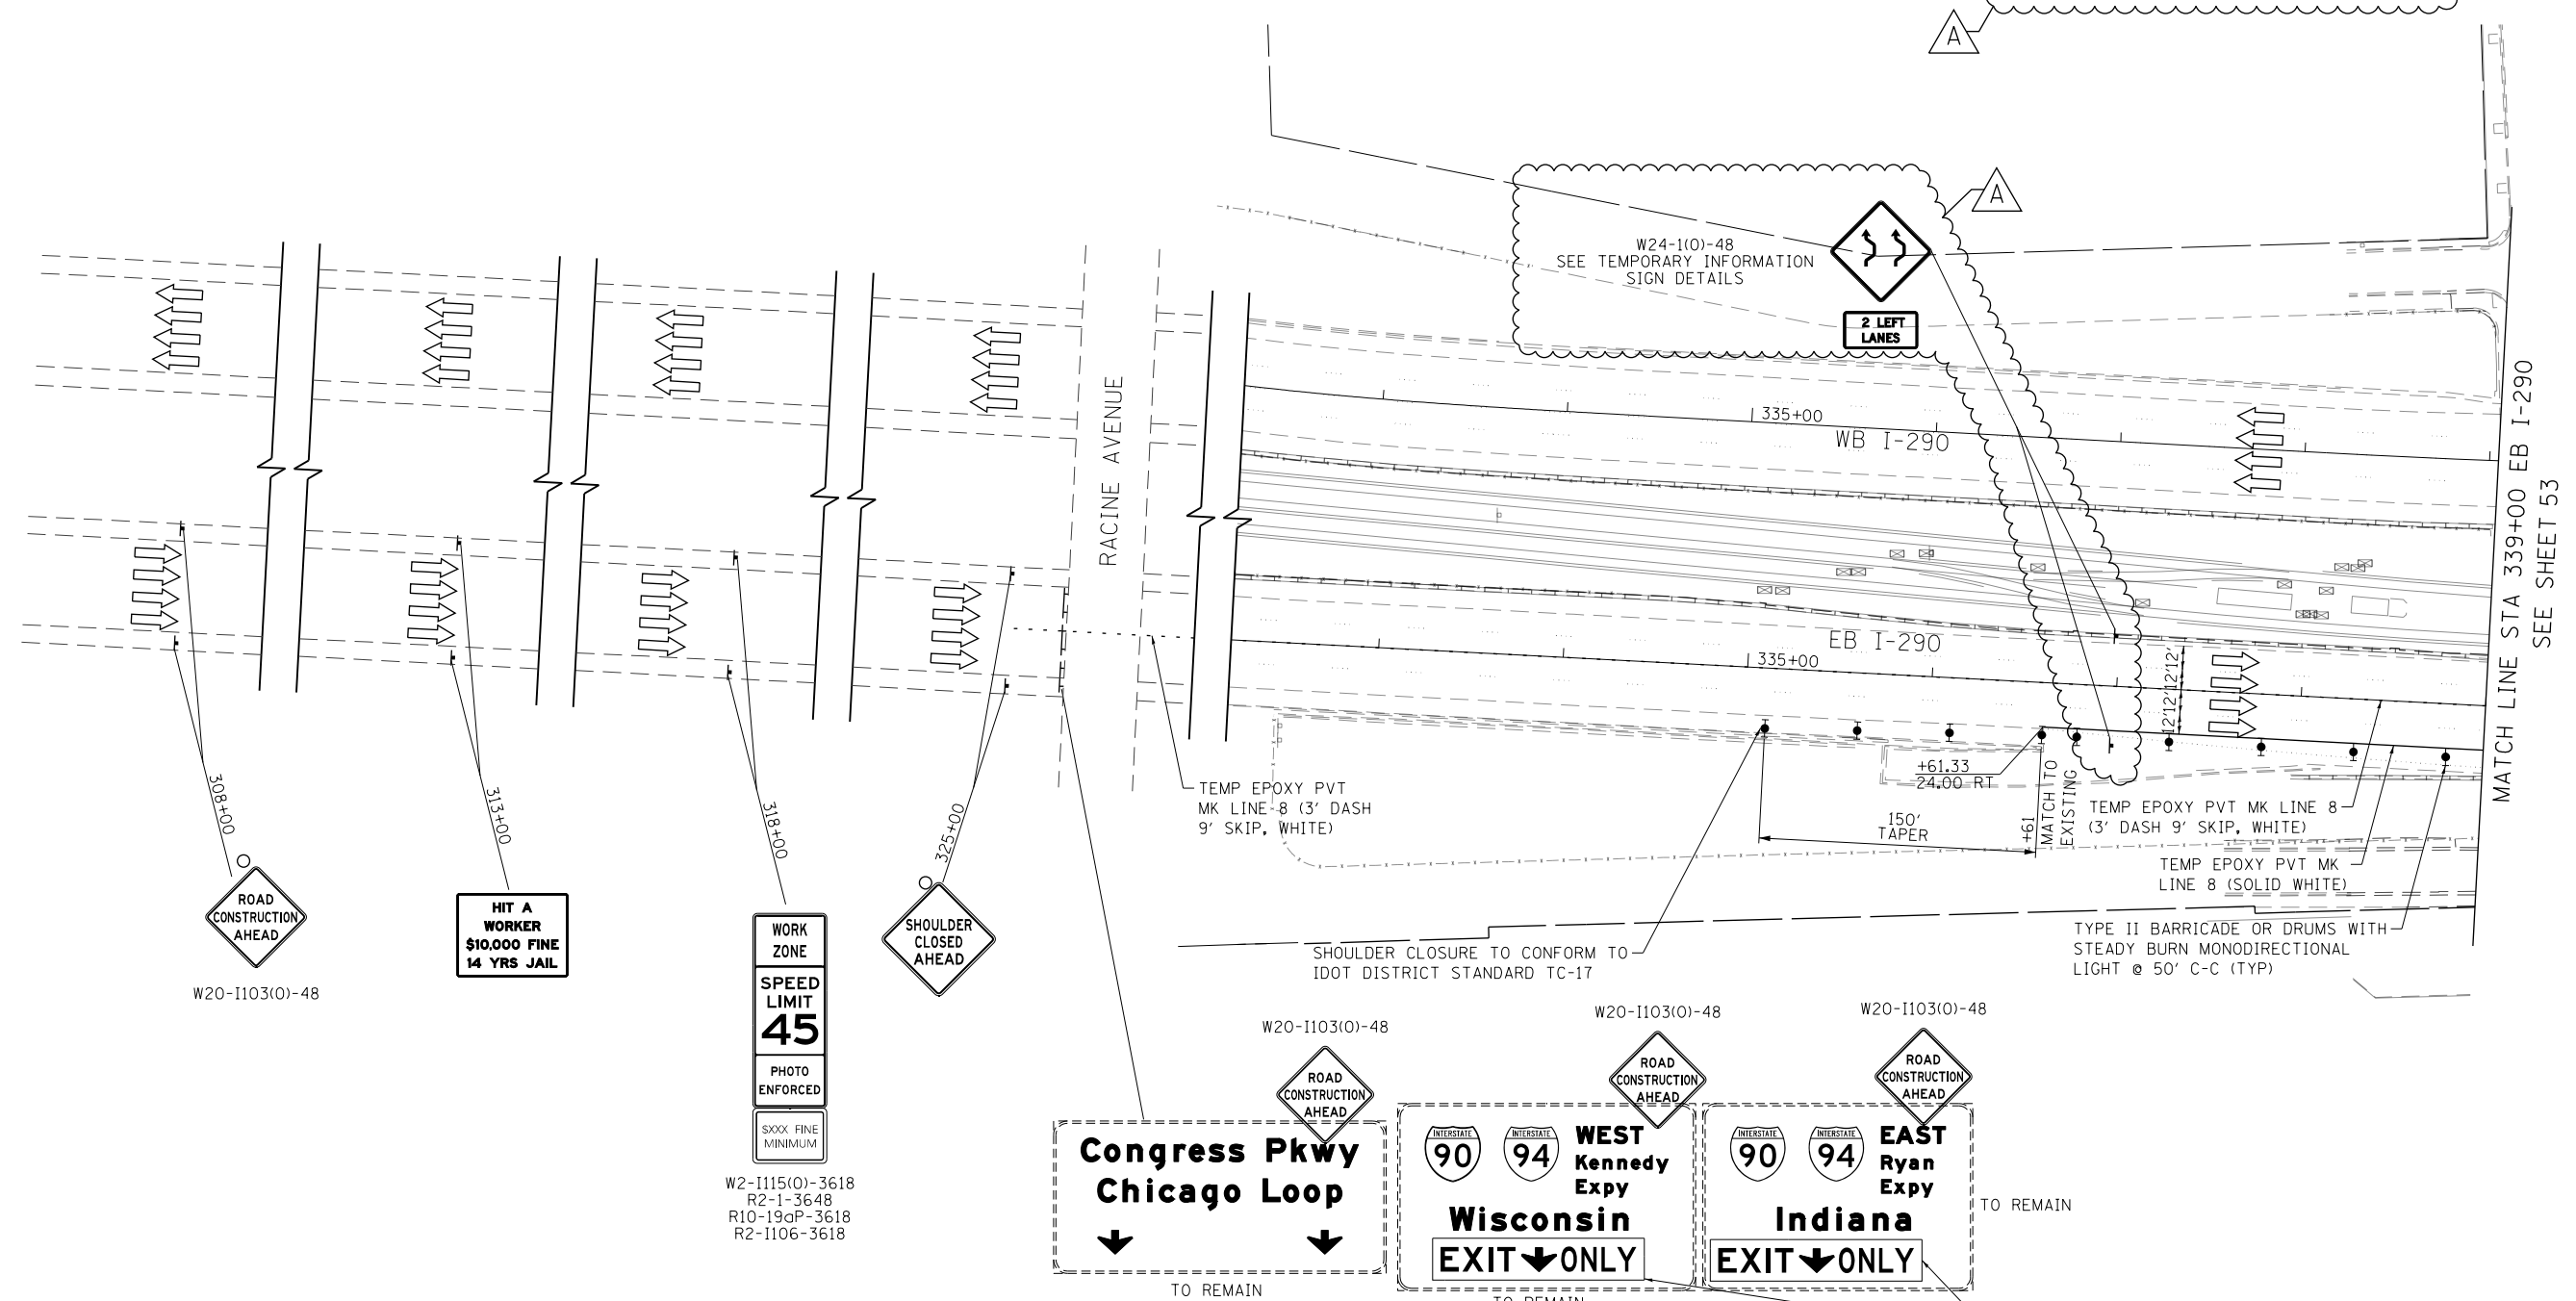 A
A
W24-1(O)-48
SEE TEMPORARY INFORMATION
SIGN DETAILS
2 LEFT
LANES
335+00
WB I-290
RACINE AVENUE
EB I-290
335+00
12'12'12'12'
MATCH LINE STA 339+00 EB I-290
SEE SHEET 53
308+00
313+00
318+00
325+00
TEMP EPOXY PVT
MK LINE 8 (3' DASH
9' SKIP, WHITE)
+61.33
24.00 RT
150'
TAPER
+61
MATCH TO
EXISTING
TEMP EPOXY PVT MK LINE 8
(3' DASH 9' SKIP, WHITE)
TEMP EPOXY PVT MK
LINE 8 (SOLID WHITE)
TYPE II BARRICADE OR DRUMS WITH
STEADY BURN MONODIRECTIONAL
LIGHT @ 50' C-C (TYP)
SHOULDER CLOSURE TO CONFORM TO
IDOT DISTRICT STANDARD TC-17
ROAD
CONSTRUCTION
AHEAD
W20-I103(O)-48
HIT A
WORKER
$10,000 FINE
14 YRS JAIL
WORK
ZONE
SPEED
LIMIT
45
PHOTO
ENFORCED
$XXX FINE
MINIMUM
W2-I115(O)-3618
R2-1-3648
R10-19aP-3618
R2-I106-3618
SHOULDER
CLOSED
AHEAD
W20-I103(O)-48
ROAD
CONSTRUCTION
AHEAD
Congress Pkwy
Chicago Loop
TO REMAIN
W20-I103(O)-48
ROAD
CONSTRUCTION
AHEAD
INTERSTATE
90
INTERSTATE
94
WEST
Kennedy
Expy
Wisconsin
EXIT ONLY
TO REMAIN
W20-I103(O)-48
ROAD
CONSTRUCTION
AHEAD
INTERSTATE
90
INTERSTATE
94
EAST
Ryan
Expy
Indiana
EXIT ONLY
TO REMAIN